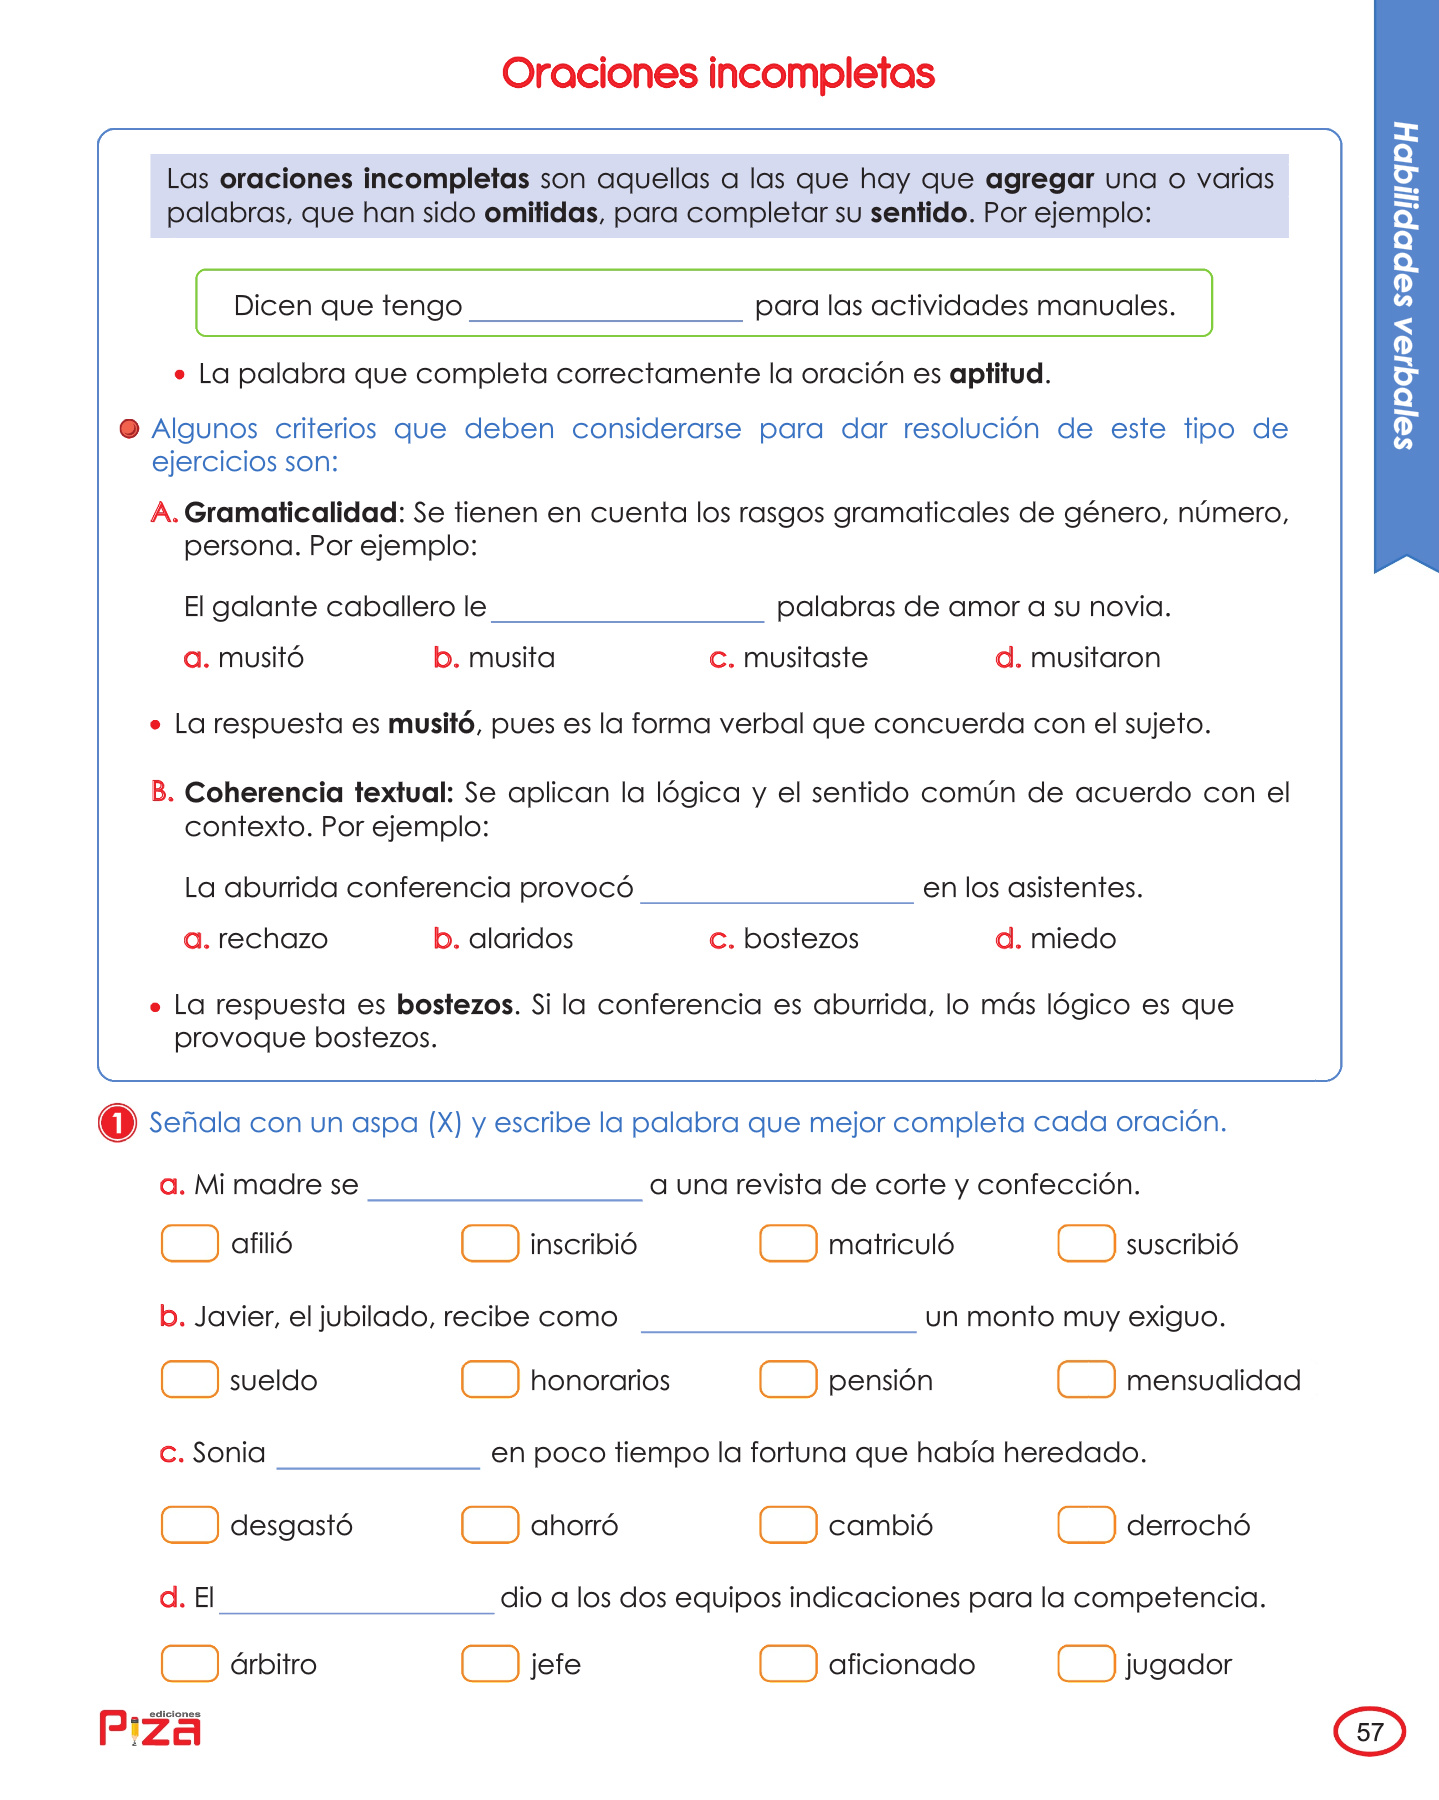 Oraciones incompletas
Habilidades verbales
Las oraciones incompletas son aquellas a las que hay que agregar una o varias
palabras, que han sido omitidas, para completar su sentido. Por ejemplo:
Dicen que tengo ________ para las actividades manuales.
• La palabra que completa correctamente la oración es aptitud.
Algunos criterios que deben considerarse para dar resolución de este tipo de
ejercicios son:
A. Gramaticalidad: Se tienen en cuenta los rasgos gramaticales de género, número,
persona. Por ejemplo:
El galante caballero le ________ palabras de amor a su novia.
a. musitó b. musita c. musitaste d. musitaron
• La respuesta es musitó, pues es la forma verbal que concuerda con el sujeto.
B. Coherencia textual: Se aplican la lógica y el sentido común de acuerdo con el
contexto. Por ejemplo:
La aburrida conferencia provocó ________ en los asistentes.
a. rechazo b. alaridos c. bostezos d. miedo
• La respuesta es bostezos. Si la conferencia es aburrida, lo más lógico es que
provoque bostezos.
1 Señala con un aspa (X) y escribe la palabra que mejor completa cada oración.
a. Mi madre se ________ a una revista de corte y confección.
afilió inscribió matriculó suscribió
b. Javier, el jubilado, recibe como ________ un monto muy exiguo.
sueldo honorarios pensión mensualidad
c. Sonia ________ en poco tiempo la fortuna que había heredado.
desgastó ahorró cambió derrochó
d. El ________ dio a los dos equipos indicaciones para la competencia.
árbitro jefe aficionado jugador
ediciones
Piza
57